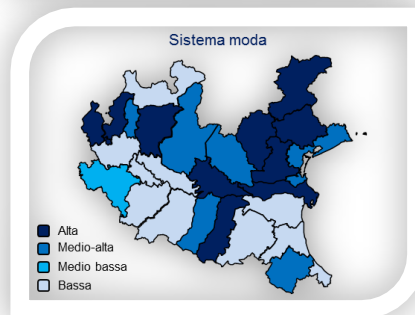 Sistema moda
Alta
Medio-alta
Medio bassa
Bassa